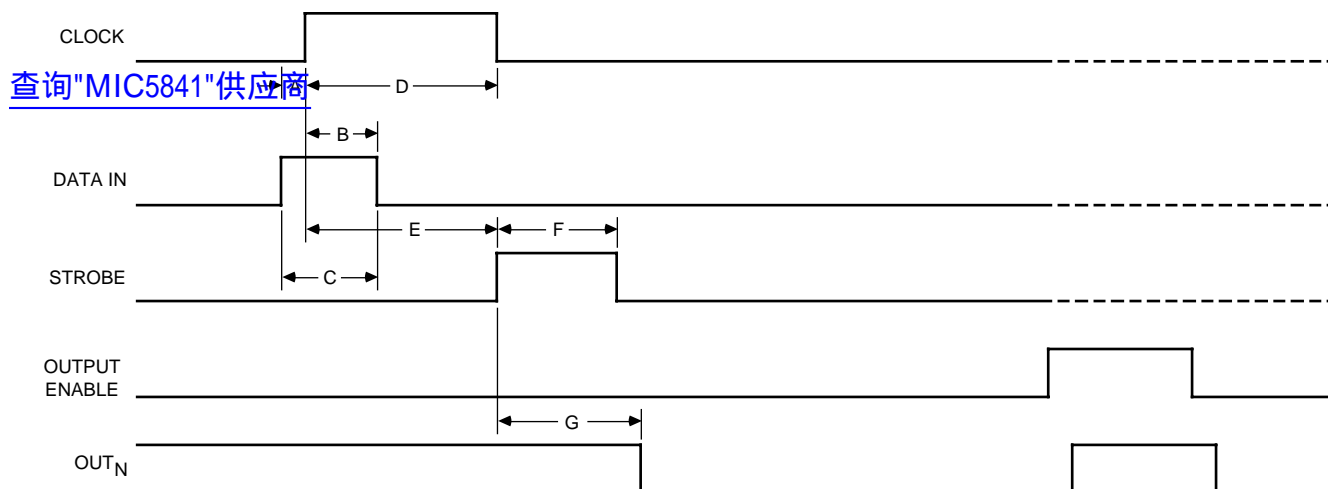 CLOCK
查询"MIC5841"供应商
D
B
DATA IN
E
F
STROBE
C
OUTPUT
ENABLE
G
OUTN